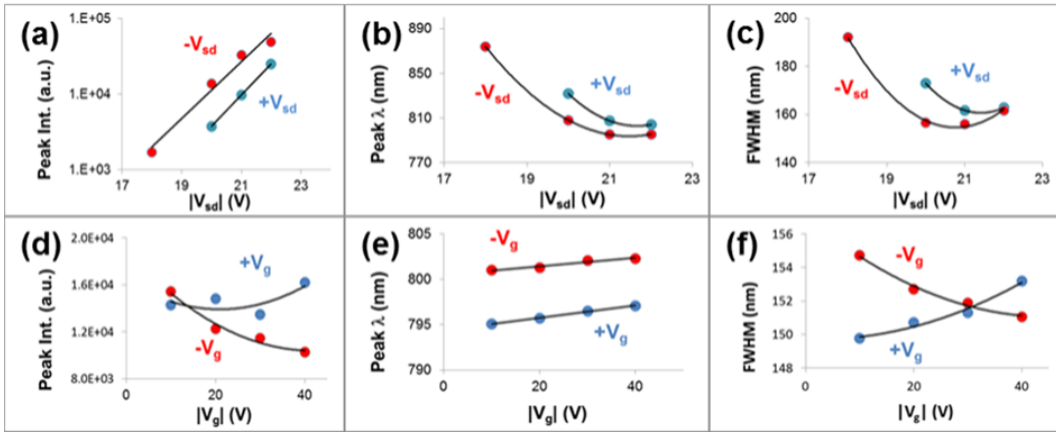 (a)
Peak Int. (a.u.)
1.E+05
1.E+04
1.E+03
-Vsd
+Vsd
17 19 21 23
|Vsd| (V)
(b)
Peak λ (nm)
890
850
810
770
-Vsd
+Vsd
17 19 21 23
|Vsd| (V)
(c)
FWHM (nm)
200
180
160
140
-Vsd
+Vsd
17 19 21 23
|Vsd| (V)
(d)
Peak Int. (a.u.)
2.0E+04
1.6E+04
1.2E+04
8.0E+03
+Vg
-Vg
0 20 40
|Vg| (V)
(e)
Peak λ (nm)
805
800
795
790
-Vg
+Vg
0 20 40
|Vg| (V)
(f)
FWHM (nm)
156
154
152
150
148
-Vg
+Vg
0 20 40
|Vg| (V)